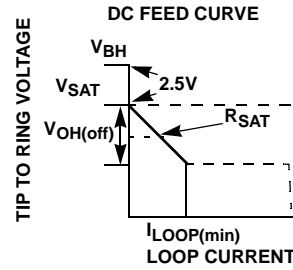 DC FEED CURVE
TIP TO RING VOLTAGE
VBH
VSAT
2.5V
RSAT
VOH(off)
ILOOP(min)
LOOP CURRENT